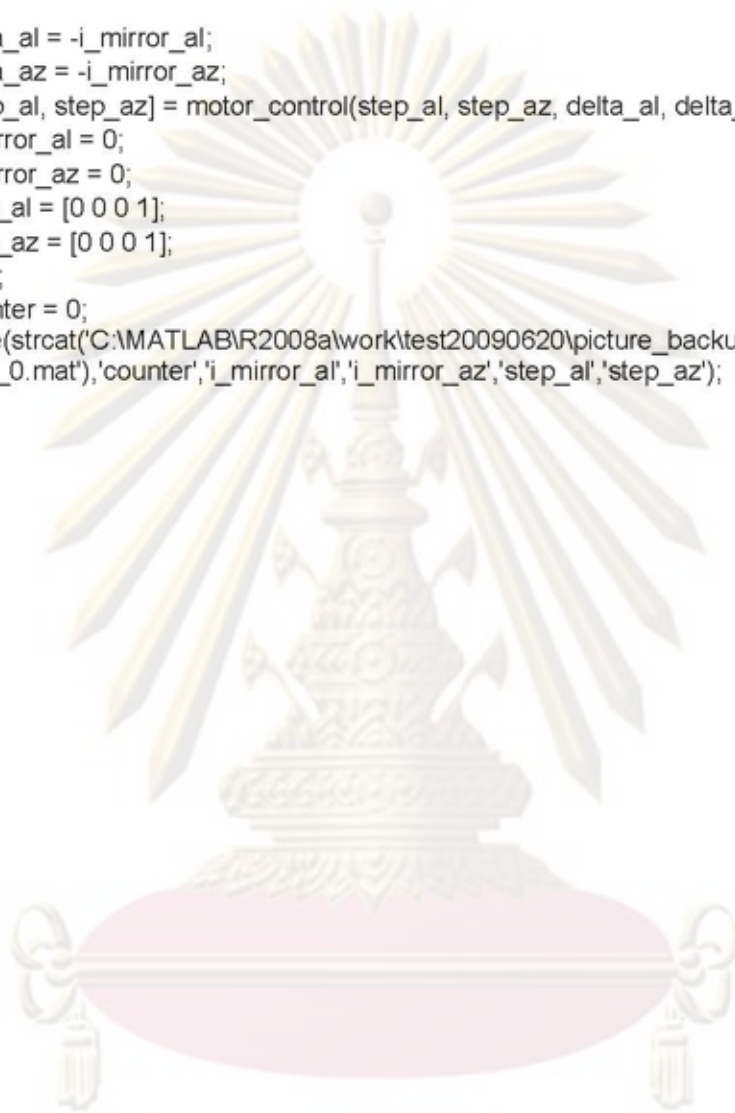 _al = -i_mirror_al;
_az = -i_mirror_az;
_al, step_az] = motor_control(step_al, step_az, delta_al, delta_
ror_al = 0;
ror_az = 0;
_al = [0 0 0 1];
_az = [0 0 0 1];
;
ter = 0;
(strcat('C:\MATLAB\R2008a\work\test20090620\picture_backu
_0.mat'),'counter','i_mirror_al','i_mirror_az','step_al','step_az');